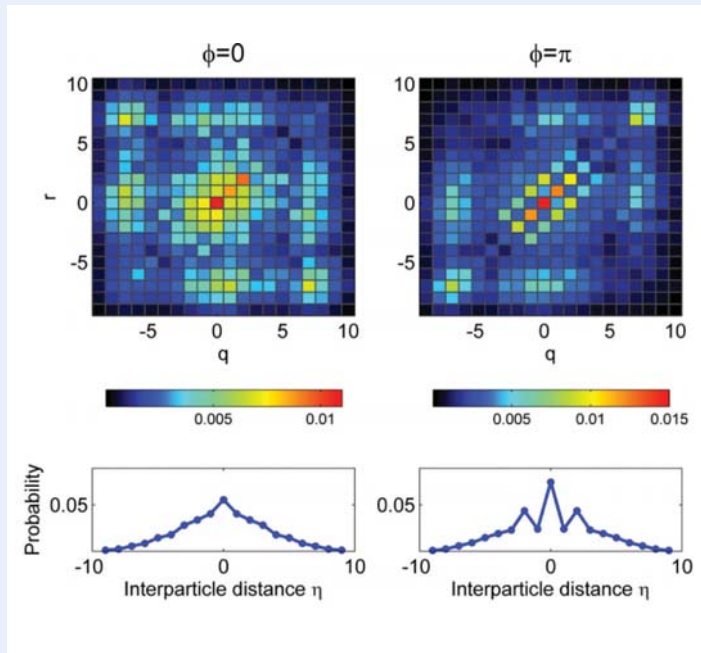 ϕ=0 ϕ=π
10 10
5 5
r
0 0
-5 -5
-5 0 5 10 -5 0 5 10
q q
0.005 0.01 0.005 0.010 0.015
Probability
0.05 0.05
-10 0 10 -10 0 10
Interparticle distance η Interparticle distance η